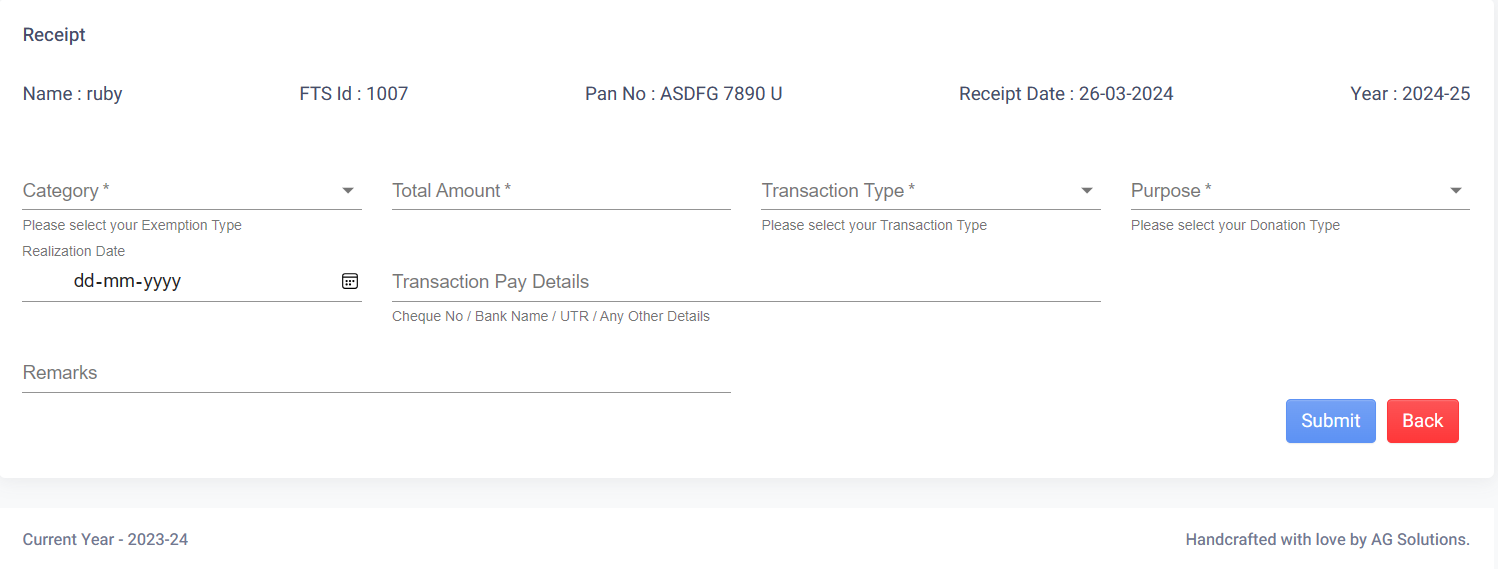 Receipt
Name : ruby FTS Id : 1007 Pan No : ASDFG 7890 U Receipt Date : 26-03-2024 Year : 2024-25
Category * Total Amount * Transaction Type * Purpose *
Please select your Exemption Type Please select your Transaction Type Please select your Donation Type
Realization Date
dd-mm-yyyy Transaction Pay Details
Cheque No / Bank Name / UTR / Any Other Details
Remarks
Submit Back
Current Year - 2023-24 Handcrafted with love by AG Solutions.